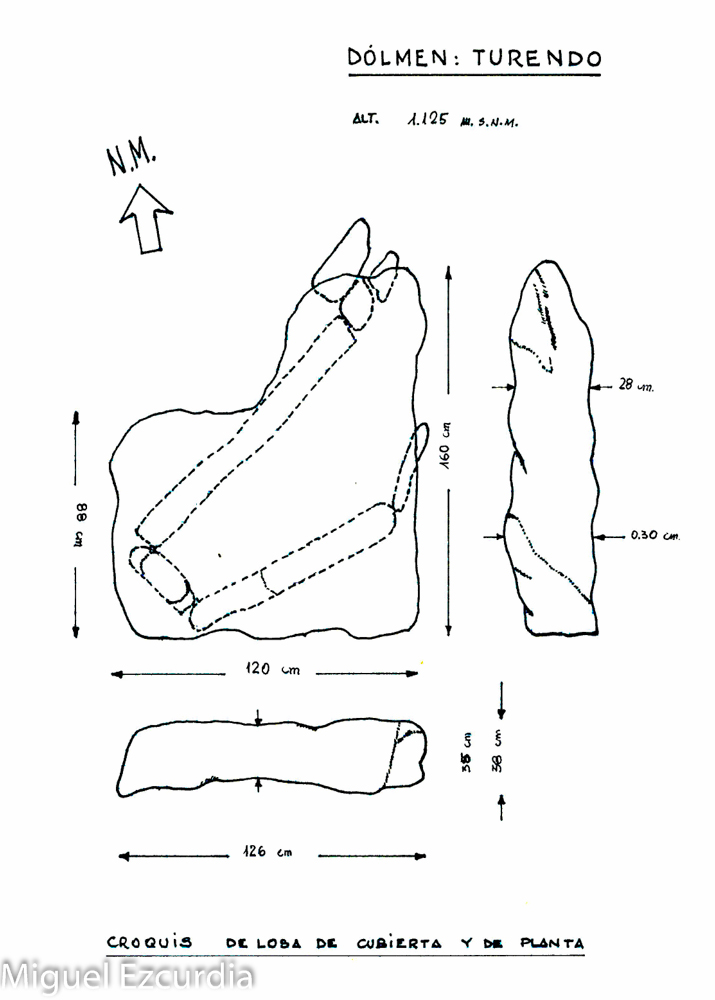 DÓLMEN: TURENDO
ALT. 1.125 M.S.N.M.
N.M.
28 cm.
160 cm
88 cm
0.30 cm.
120 cm
35 cm
38 cm
126 cm
CROQUIS DE LOSA DE CUBIERTA Y DE PLANTA
Miguel Ezcurdia